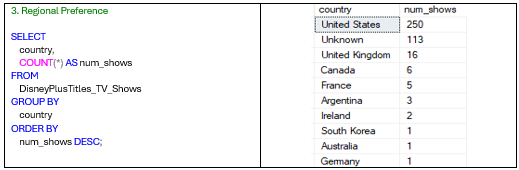 3. Regional Preference
SELECT
country,
COUNT(*) AS num_shows
FROM
DisneyPlusTitles_TV_Shows
GROUP BY
country
ORDER BY
num_shows DESC;
country num_shows
United States 250
Unknown 113
United Kingdom 16
Canada 6
France 5
Argentina 3
Ireland 2
South Korea 1
Australia 1
Germany 1